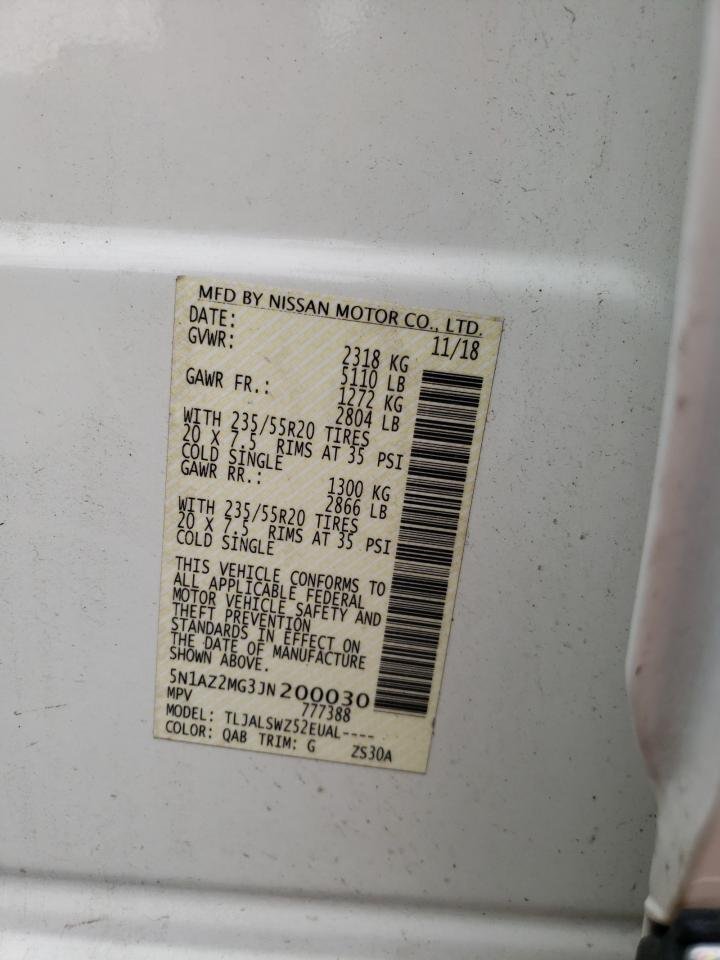 MFD BY NISSAN MOTOR CO., LTD.
DATE: 11/18
GVWR: 2318 KG
5110 LB
GAWR FR.: 1272 KG
2804 LB
WITH 235/55R20 TIRES
20 X 7.5 RIMS AT 35 PSI
COLD SINGLE
GAWR RR.: 1300 KG
2866 LB
WITH 235/55R20 TIRES
20 X 7.5 RIMS AT 35 PSI
COLD SINGLE
THIS VEHICLE CONFORMS TO
ALL APPLICABLE FEDERAL
MOTOR VEHICLE SAFETY AND
THEFT PREVENTION
STANDARDS IN EFFECT ON
THE DATE OF MANUFACTURE
SHOWN ABOVE.
5N1AZ2MG3JN200030
MPV 777388
MODEL: TLJALSWZ52EUAL----
COLOR: QAB TRIM: G ZS30A